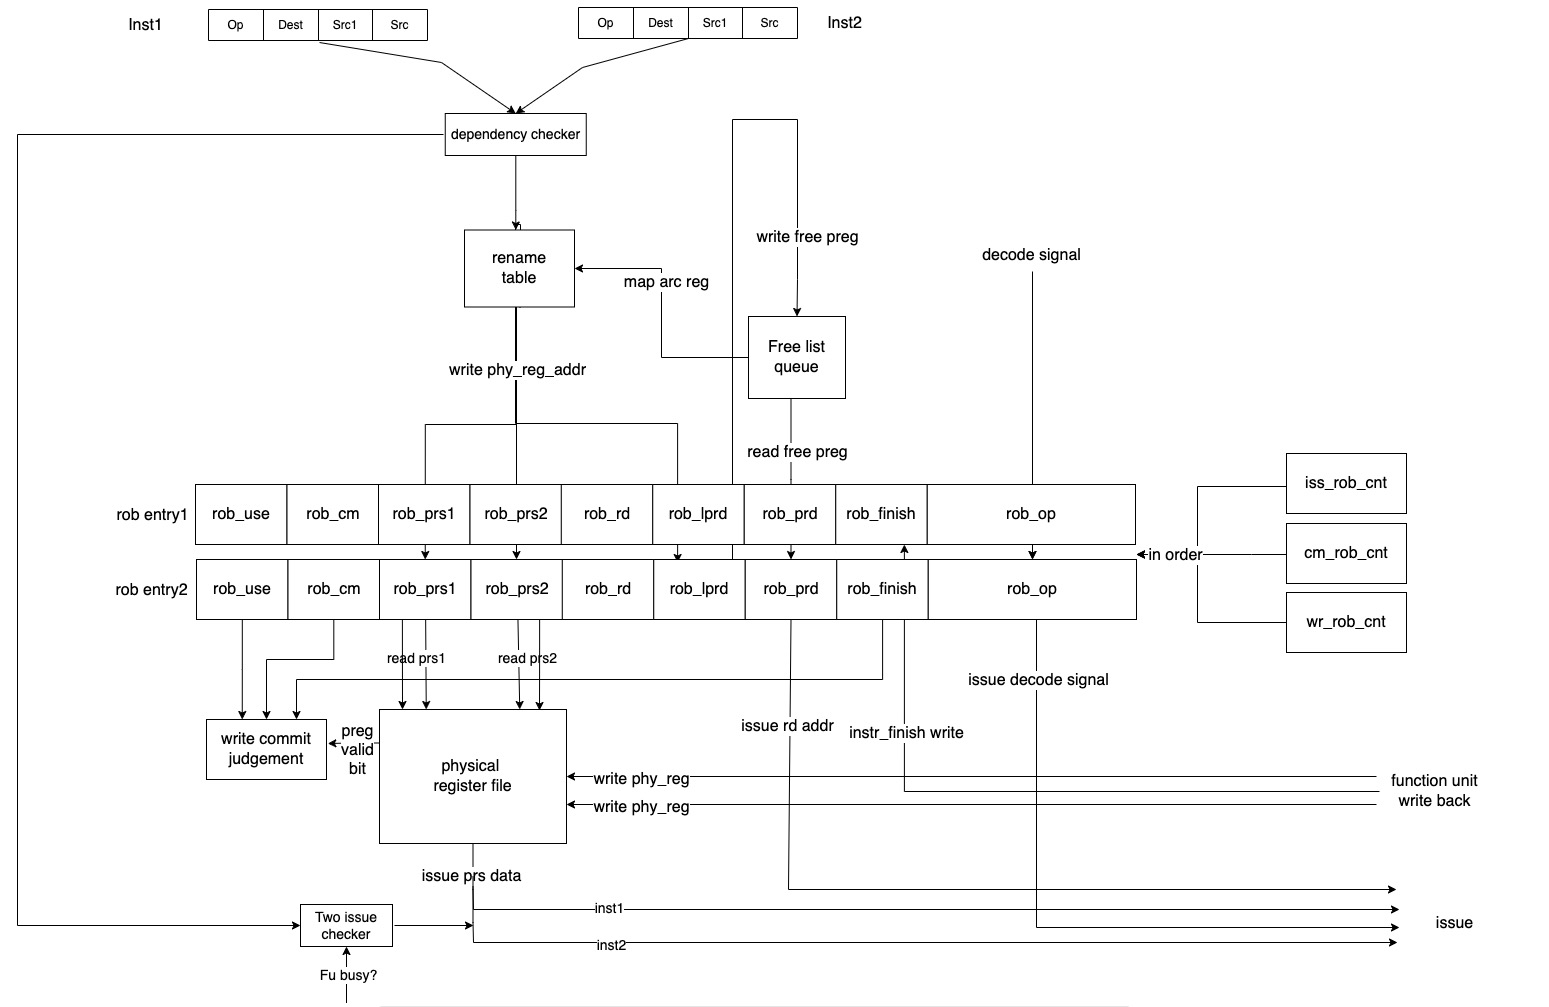 Inst1
Op Dest Src1 Src
Op Dest Src1 Src
Inst2
dependency checker
rename
table
map arc reg
write free preg
decode signal
Free list
queue
write phy_reg_addr
read free preg
rob entry1
rob_use rob_cm rob_prs1 rob_prs2 rob_rd rob_lprd rob_prd rob_finish rob_op
iss_rob_cnt
in order
cm_rob_cnt
rob entry2
rob_use rob_cm rob_prs1 rob_prs2 rob_rd rob_lprd rob_prd rob_finish rob_op
wr_rob_cnt
read prs1
read prs2
issue decode signal
write commit
judgement
preg
valid
bit
physical
register file
issue rd addr
instr_finish write
write phy_reg
write phy_reg
function unit
write back
issue prs data
inst1
Two issue
checker
inst2
issue
Fu busy?